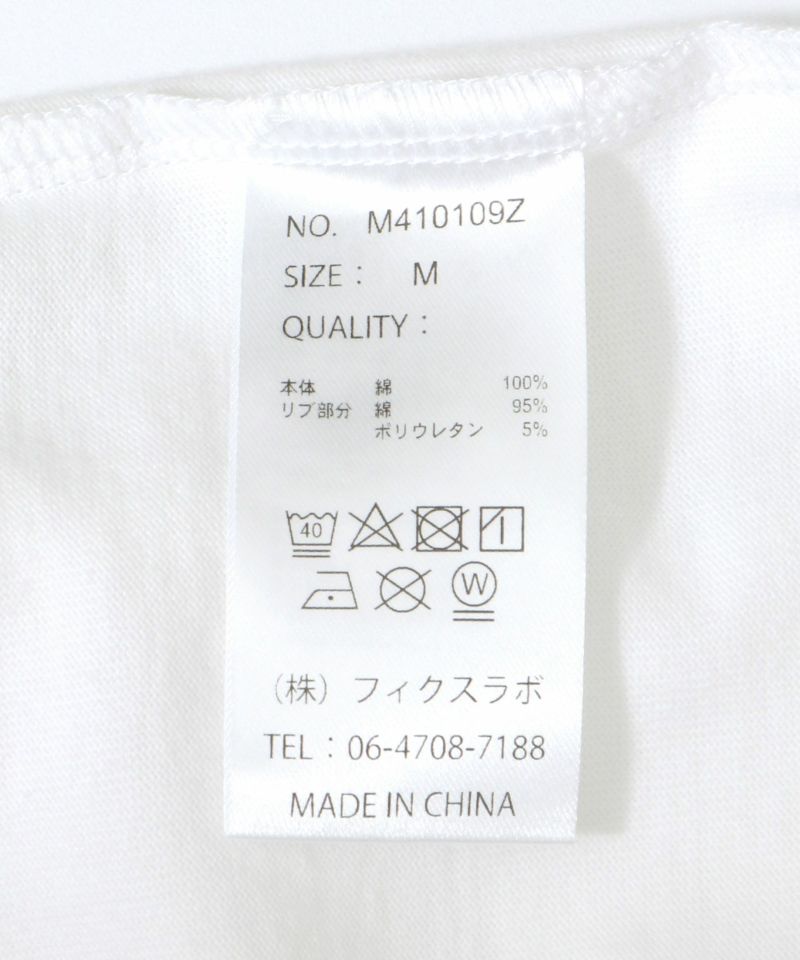 NO. M410109Z
SIZE： M
QUALITY：
本体 綿 100%
リブ部分 綿 95%
ポリウレタン 5%
40
W
（株）フィクスラボ
TEL：06-4708-7188
MADE IN CHINA